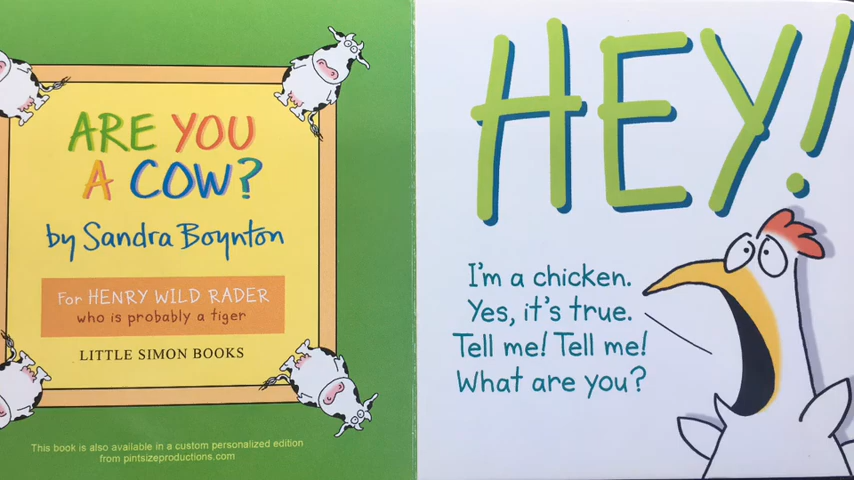 ARE YOU
A COW?
by Sandra Boynton
For HENRY WILD RADER
who is probably a tiger
LITTLE SIMON BOOKS
This book is also available in a custom personalized edition
from pintsizeproductions.com
HEY!
I'm a chicken.
Yes, it's true.
Tell me! Tell me!
What are you?